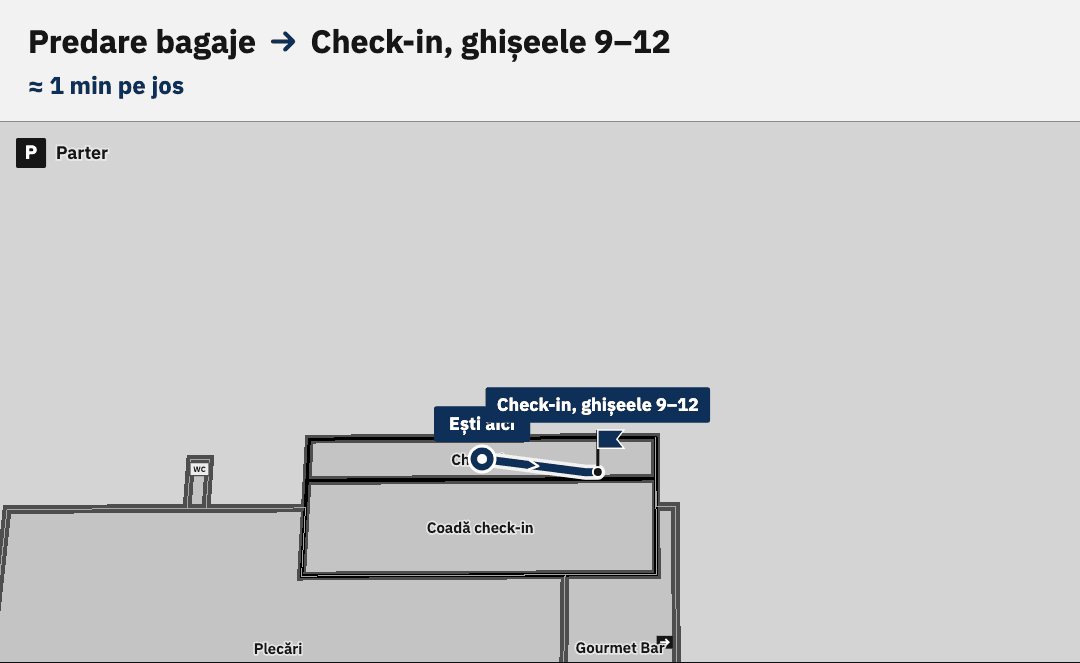 Predare bagaje → Check-in, ghișeele 9–12
≈ 1 min pe jos
P Parter
Check-in, ghișeele 9–12
Ești aici
WC
Coadă check-in
Plecări
Gourmet Bar